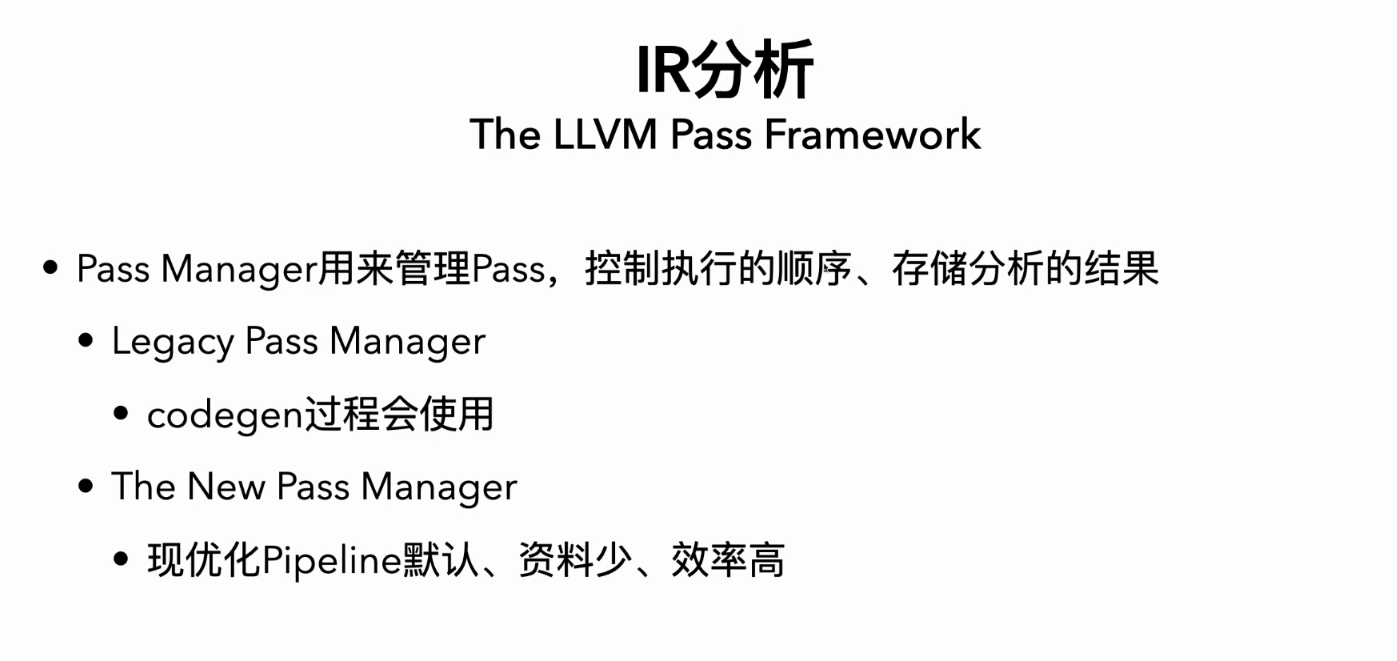 IR分析
The LLVM Pass Framework
• Pass Manager用来管理Pass，控制执行的顺序、存储分析的结果
• Legacy Pass Manager
• codegen过程会使用
• The New Pass Manager
• 现优化Pipeline默认、资料少、效率高